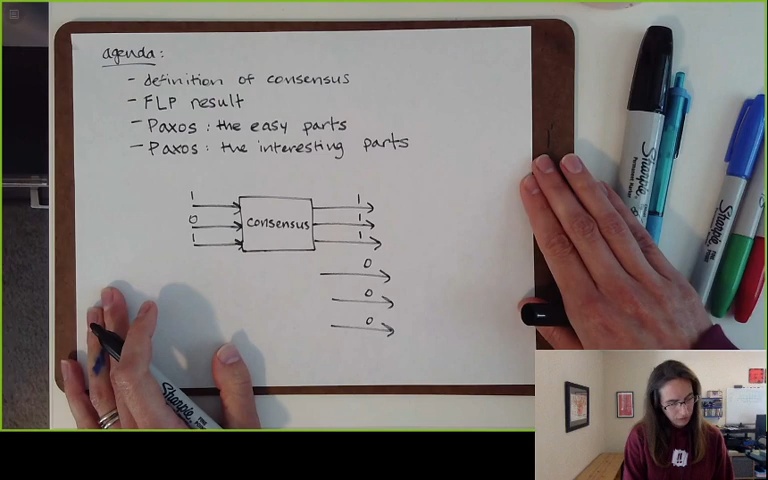 agenda:
- definition of consensus
- FLP result
- Paxos: the easy parts
- Paxos: the interesting parts
1
0
1
consensus
1
1
1
0
0
0
Sharpie
Sharpie
Sharpie
!!